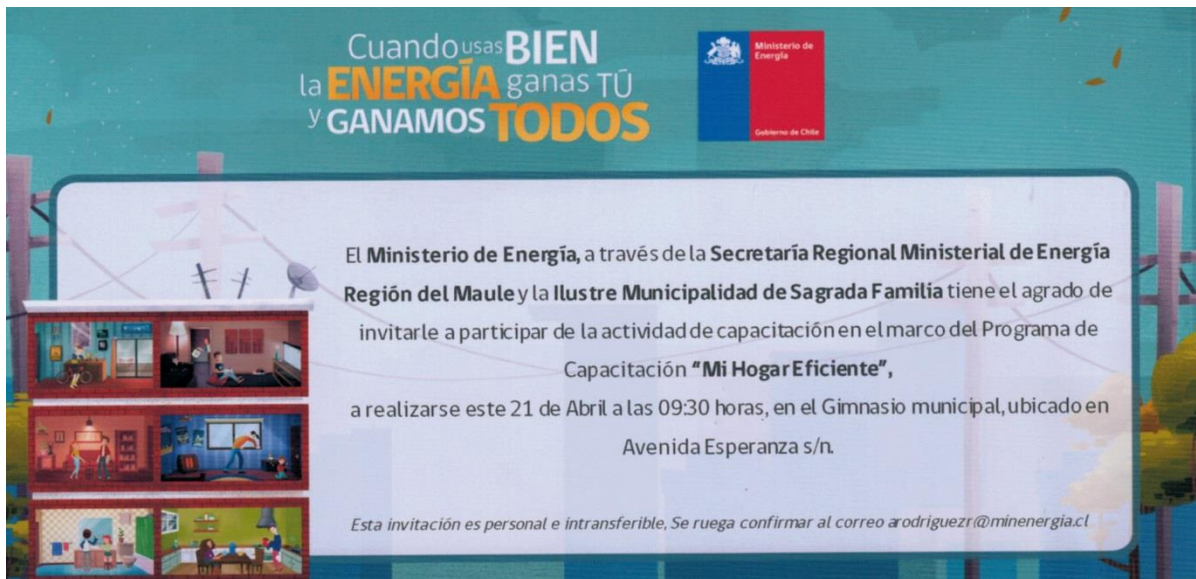 Cuando usas BIEN
la ENERGÍA ganas TÚ
y GANAMOS TODOS
Ministerio de
Energía
Gobierno de Chile
El Ministerio de Energía, a través de la Secretaría Regional Ministerial de Energía
Región del Maule y la Ilustre Municipalidad de Sagrada Familia tiene el agrado de
invitarle a participar de la actividad de capacitación en el marco del Programa de
Capacitación "Mi Hogar Eficiente",
a realizarse este 21 de Abril a las 09:30 horas, en el Gimnasio municipal, ubicado en
Avenida Esperanza s/n.
Esta invitación es personal e intransferible, Se ruega confirmar al correo arodriguezr@minenergia.cl